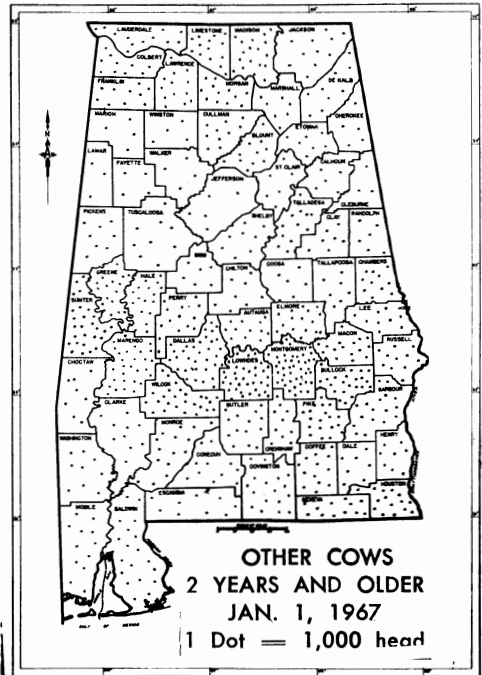 LAUDERDALE
LIMESTONE
MADISON
JACKSON
COLBERT
LAWRENCE
FRANKLIN
MORGAN
MARSHALL
DE KALB
MARION
WINSTON
CULLMAN
BLOUNT
ETOWAH
CHEROKEE
LAMAR
FAYETTE
WALKER
JEFFERSON
ST CLAIR
CALHOUN
CLEBURNE
TALLADEGA
PICKENS
TUSCALOOSA
SHELBY
CLAY
RANDOLPH
BIBB
CHILTON
COOSA
TALLAPOOSA
CHAMBERS
GREENE
HALE
SUMTER
PERRY
AUTAUGA
ELMORE
LEE
MARENGO
DALLAS
LOWNDES
MONTGOMERY
MACON
RUSSELL
CHOCTAW
WILCOX
BULLOCK
BARBOUR
CLARKE
BUTLER
PIKE
MONROE
WASHINGTON
CONECUH
CRENSHAW
COFFEE
DALE
HENRY
COVINGTON
ESCAMBIA
GENEVA
HOUSTON
MOBILE
BALDWIN
GULF OF MEXICO
OTHER COWS
2 YEARS AND OLDER
JAN. 1, 1967
1 Dot = 1,000 head